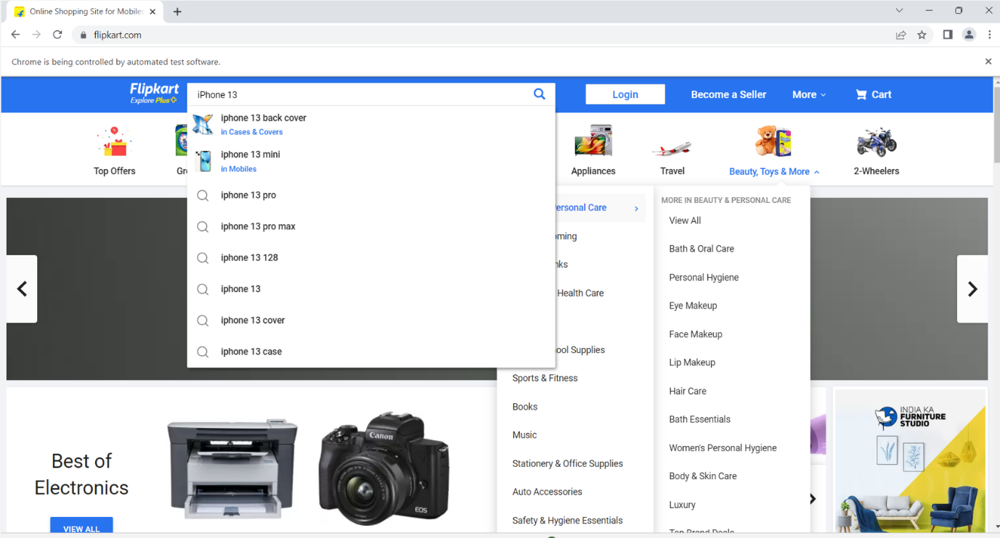 Online Shopping Site for Mobiles
flipkart.com
Chrome is being controlled by automated test software.
Flipkart
Explore Plus
iPhone 13
Login
Become a Seller
More
Cart
iphone 13 back cover
in Cases & Covers
iphone 13 mini
in Mobiles
iphone 13 pro
iphone 13 pro max
iphone 13 128
iphone 13
iphone 13 cover
iphone 13 case
Top Offers
Gr
Appliances
Travel
Beauty, Toys & More
2-Wheelers
ersonal Care
oming
nks
Health Care
ool Supplies
Sports & Fitness
Books
Music
Stationery & Office Supplies
Auto Accessories
Safety & Hygiene Essentials
MORE IN BEAUTY & PERSONAL CARE
View All
Bath & Oral Care
Personal Hygiene
Eye Makeup
Face Makeup
Lip Makeup
Hair Care
Bath Essentials
Women's Personal Hygiene
Body & Skin Care
Luxury
Top Brand Deals
Best of
Electronics
VIEW ALL
Canon
EOS
INDIA KA
FURNITURE
STUDIO